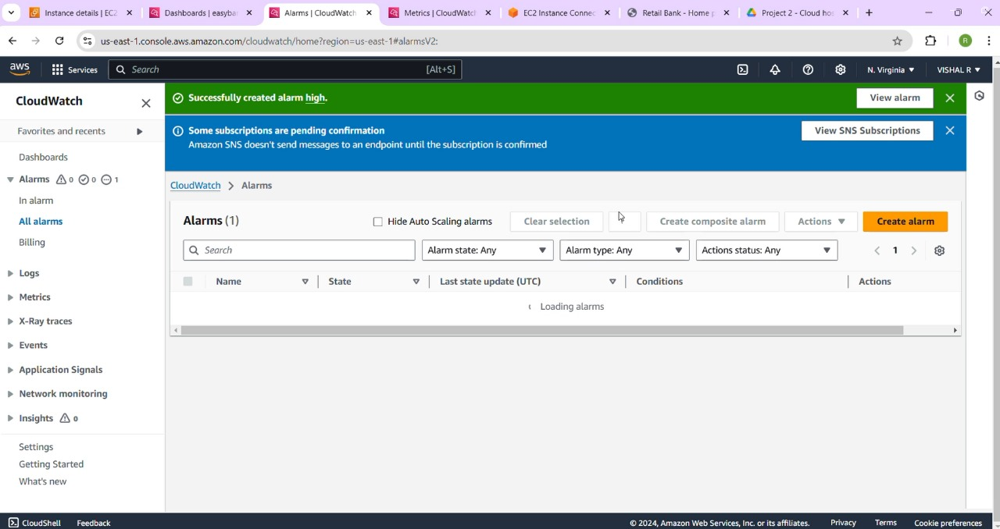 Instance details | EC2
Dashboards | easyba
Alarms | CloudWatch
Metrics | CloudWatch
EC2 Instance Connec
Retail Bank - Home p
Project 2 - Cloud hos
us-east-1.console.aws.amazon.com/cloudwatch/home?region=us-east-1#alarmsV2:
R
aws
Services
Search
[Alt+S]
N. Virginia
VISHAL R
CloudWatch
Favorites and recents
Dashboards
Alarms 0 0 1
In alarm
All alarms
Billing
Logs
Metrics
X-Ray traces
Events
Application Signals
Network monitoring
Insights 0
Settings
Getting Started
What's new
Successfully created alarm high.
View alarm
Some subscriptions are pending confirmation
Amazon SNS doesn't send messages to an endpoint until the subscription is confirmed
View SNS Subscriptions
CloudWatch > Alarms
Alarms (1)
Hide Auto Scaling alarms
Clear selection
Create composite alarm
Actions
Create alarm
Search
Alarm state: Any
Alarm type: Any
Actions status: Any
1
Name
State
Last state update (UTC)
Conditions
Actions
Loading alarms
CloudShell
Feedback
© 2024, Amazon Web Services, Inc. or its affiliates.
Privacy
Terms
Cookie preferences